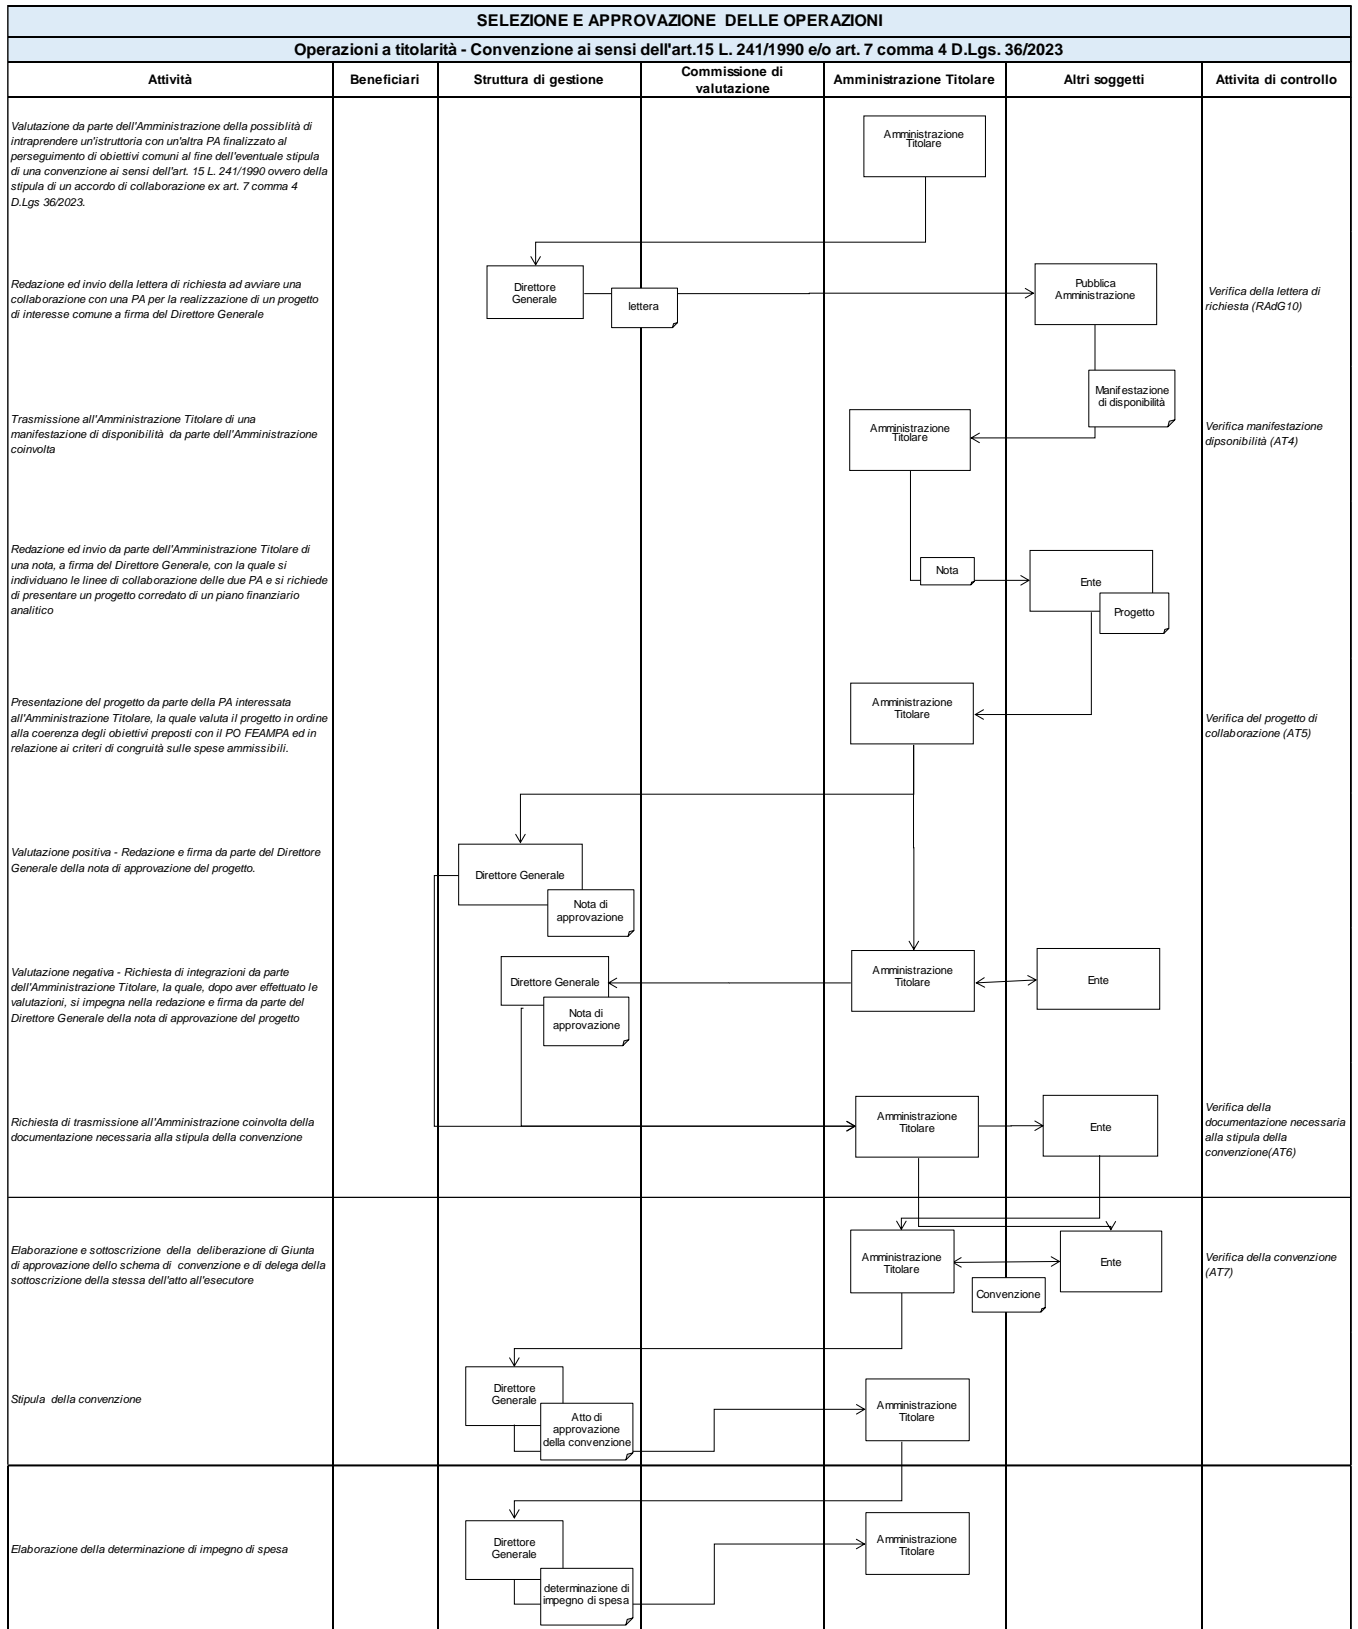 SELEZIONE E APPROVAZIONE DELLE OPERAZIONI
Operazioni a titolarità - Convenzione ai sensi dell'art.15 L. 241/1990 e/o art. 7 comma 4 D.Lgs. 36/2023
Attività
Beneficiari
Struttura di gestione
Commissione di
valutazione
Amministrazione Titolare
Altri soggetti
Attivita di controllo
Valutazione da parte dell'Amministrazione della possiblità di
intraprendere un'istruttoria con un'altra PA finalizzato al
perseguimento di obiettivi comuni al fine dell'eventuale stipula
di una convenzione ai sensi dell'art. 15 L. 241/1990 ovvero della
stipula di un accordo di collaborazione ex art. 7 comma 4
D.Lgs 36/2023.
Amministrazione
Titolare
Redazione ed invio della lettera di richiesta ad avviare una
collaborazione con una PA per la realizzazione di un progetto
di interesse comune a firma del Direttore Generale
Direttore
Generale
lettera
Pubblica
Amministrazione
Verifica della lettera di
richiesta (RAdG10)
Manifestazione
di disponibilità
Trasmissione all'Amministrazione Titolare di una
manifestazione di disponibilità da parte dell'Amministrazione
coinvolta
Amministrazione
Titolare
Verifica manifestazione
dipsonibilità (AT4)
Redazione ed invio da parte dell'Amministrazione Titolare di
una nota, a firma del Direttore Generale, con la quale si
individuano le linee di collaborazione delle due PA e si richiede
di presentare un progetto corredato di un piano finanziario
analitico
Nota
Ente
Progetto
Presentazione del progetto da parte della PA interessata
all'Amministrazione Titolare, la quale valuta il progetto in ordine
alla coerenza degli obiettivi preposti con il PO FEAMPA ed in
relazione ai criteri di congruità sulle spese ammissibili.
Amministrazione
Titolare
Verifica del progetto di
collaborazione (AT5)
Valutazione positiva - Redazione e firma da parte del Direttore
Generale della nota di approvazione del progetto.
Direttore Generale
Nota di
approvazione
Valutazione negativa - Richiesta di integrazioni da parte
dell'Amministrazione Titolare, la quale, dopo aver effettuato le
valutazioni, si impegna nella redazione e firma da parte del
Direttore Generale della nota di approvazione del progetto
Direttore Generale
Nota di
approvazione
Amministrazione
Titolare
Ente
Richiesta di trasmissione all'Amministrazione coinvolta della
documentazione necessaria alla stipula della convenzione
Amministrazione
Titolare
Ente
Verifica della
documentazione necessaria
alla stipula della
convenzione(AT6)
Elaborazione e sottoscrizione della deliberazione di Giunta
di approvazione dello schema di convenzione e di delega della
sottoscrizione della stessa dell'atto all'esecutore
Amministrazione
Titolare
Ente
Convenzione
Verifica della convenzione
(AT7)
Stipula della convenzione
Direttore
Generale
Atto di
approvazione
della convenzione
Amministrazione
Titolare
Elaborazione della determinazione di impegno di spesa
Direttore
Generale
determinazione di
impegno di spesa
Amministrazione
Titolare